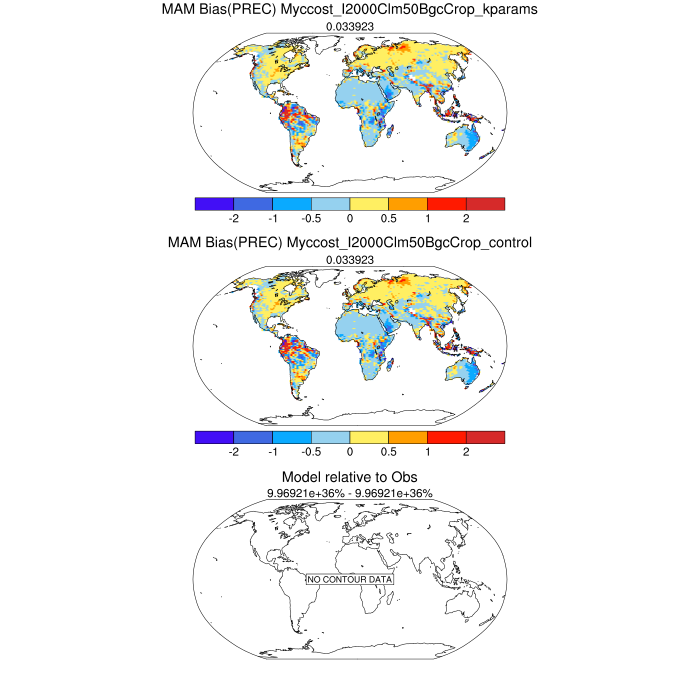 MAM Bias(PREC) Myccost_I2000Clm50BgcCrop_kparams
0.033923
-2 -1 -0.5 0 0.5 1 2
MAM Bias(PREC) Myccost_I2000Clm50BgcCrop_control
0.033923
-2 -1 -0.5 0 0.5 1 2
Model relative to Obs
9.96921e+36% - 9.96921e+36%
NO CONTOUR DATA